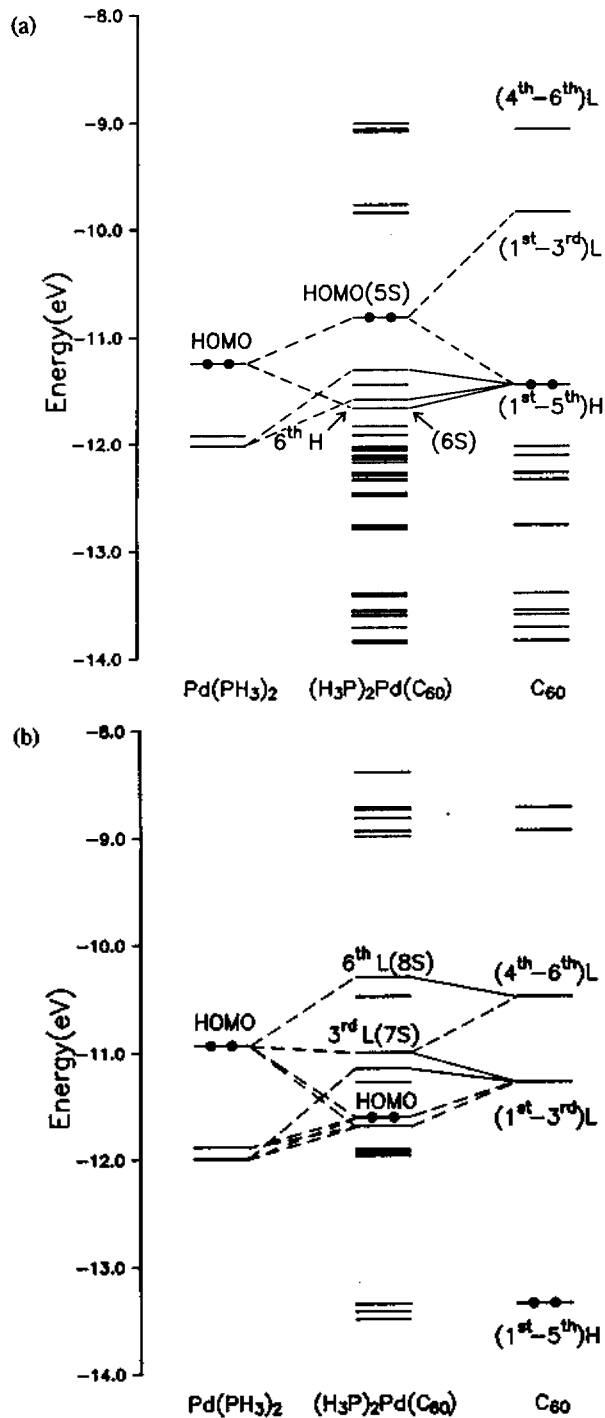 (a)
-8.0
(4th-6th)L
-9.0
-10.0
(1st-3rd)L
HOMO(5S)
Energy(eV)
-11.0
HOMO
(1st-5th)H
6th H
(6S)
-12.0
-13.0
-14.0
Pd(PH3)2 (H3P)2Pd(C60) C60
(b)
-8.0
-9.0
-10.0
6th L(8S)
(4th-6th)L
HOMO
3rd L(7S)
-11.0
Energy(eV)
HOMO
(1st-3rd)L
-12.0
-13.0
(1st-5th)H
-14.0
Pd(PH3)2 (H3P)2Pd(C60) C60